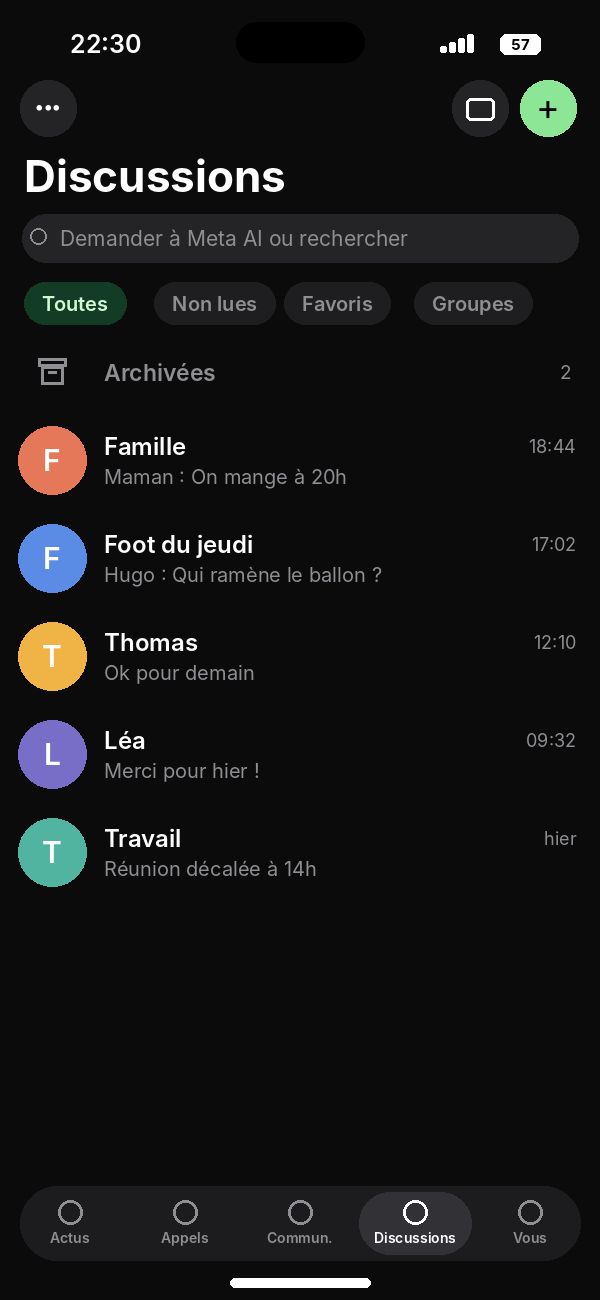 22:30
57
Discussions
Demander à Meta AI ou rechercher
Toutes
Non lues
Favoris
Groupes
Archivées
2
Famille
18:44
Maman : On mange à 20h
Foot du jeudi
17:02
Hugo : Qui ramène le ballon ?
Thomas
12:10
Ok pour demain
Léa
09:32
Merci pour hier !
Travail
hier
Réunion décalée à 14h
Actus
Appels
Commun.
Discussions
Vous